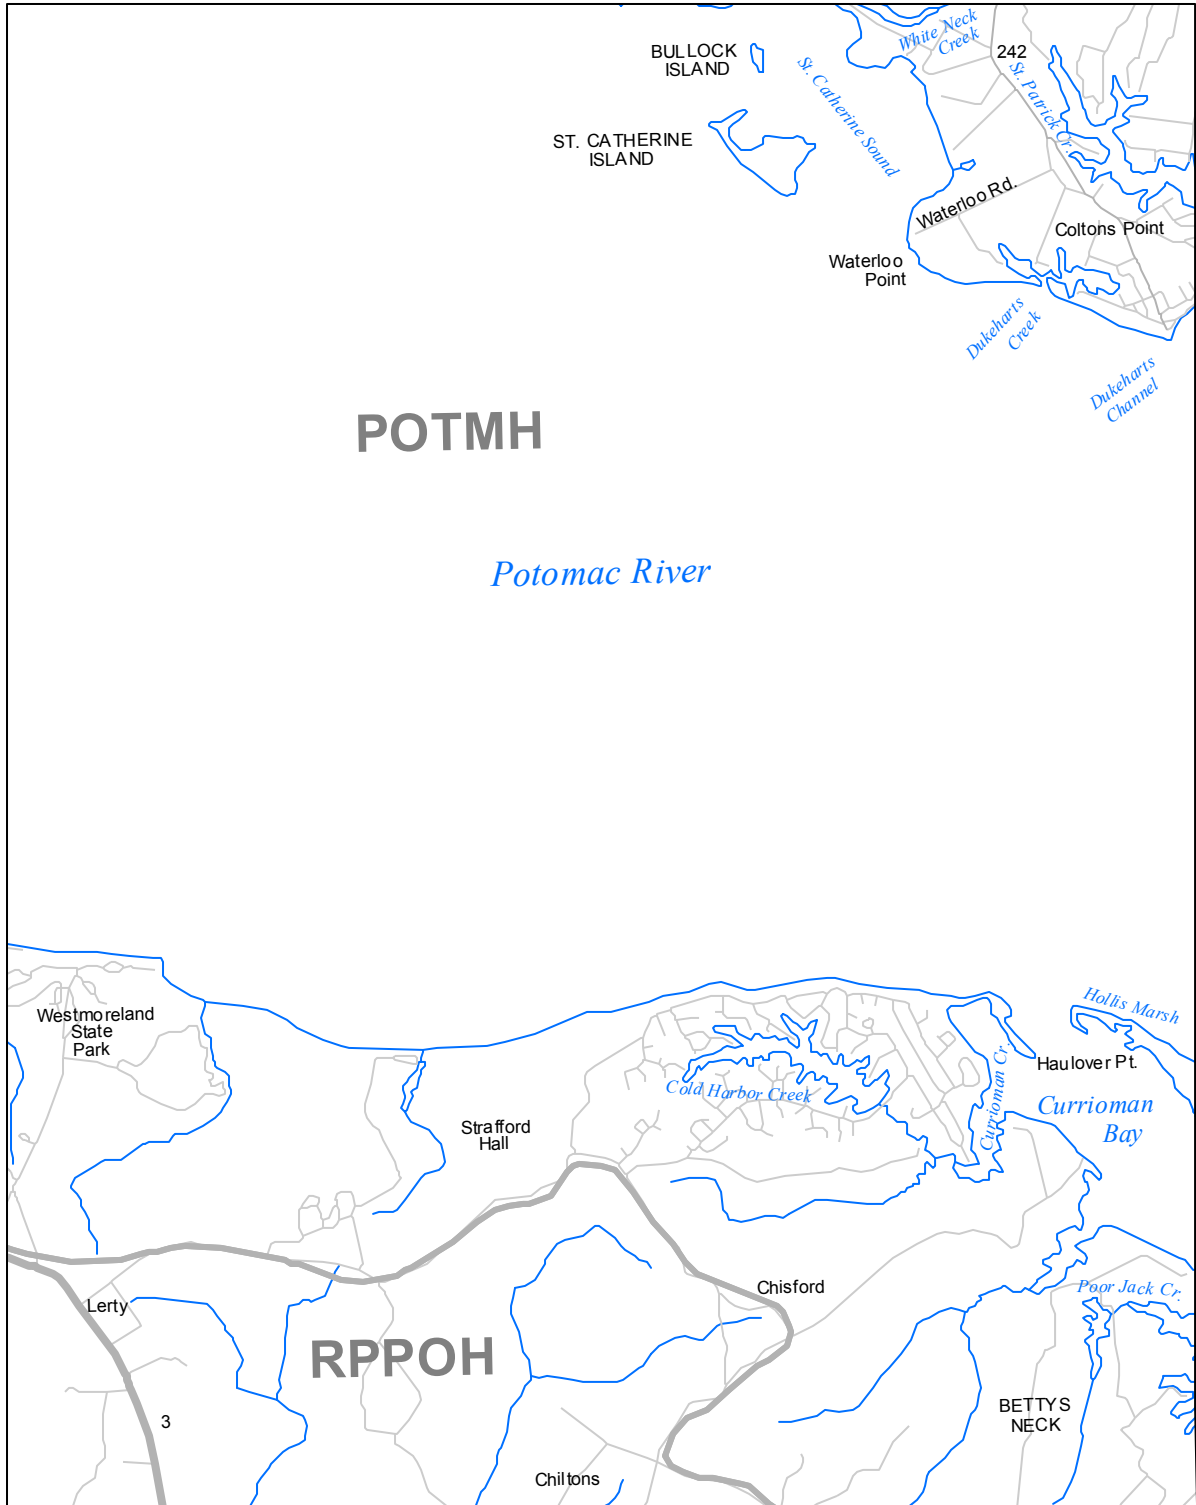 White Neck
Creek
242
BULLOCK
ISLAND
St. Catherine Sound
St. Patrick Cr.
ST. CATHERINE
ISLAND
Waterloo Rd.
Coltons Point
Waterloo
Point
Dukeharts
Creek
Dukeharts
Channel
POTMH
Potomac River
Hollis Marsh
Westmoreland
State
Park
Haulover Pt.
Currioman Cr.
Cold Harbor Creek
Currioman
Bay
Strafford
Hall
Chisford
Poor Jack Cr.
Lerty
RPPOH
BETTYS
NECK
3
Chiltons